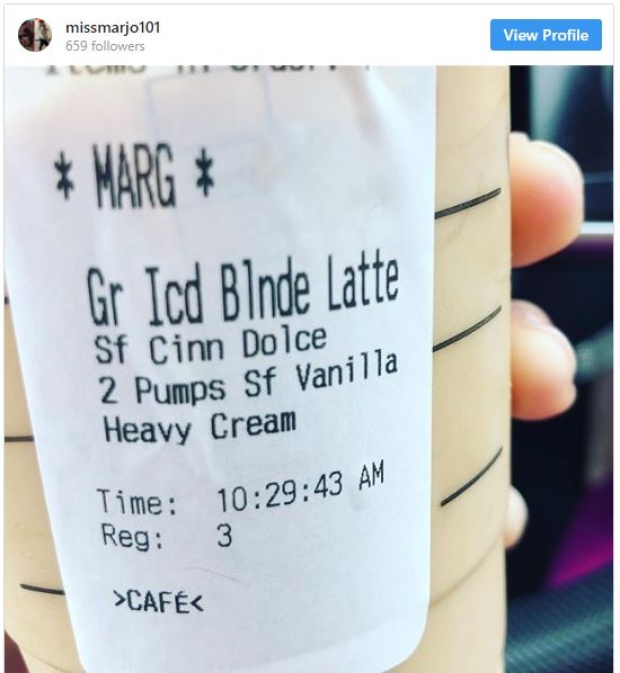 missmarjo101
659 followers
View Profile
* MARG *
Gr Icd Blnde Latte
Sf Cinn Dolce
2 Pumps Sf Vanilla
Heavy Cream
Time: 10:29:43 AM
Reg: 3
>CAFÉ<